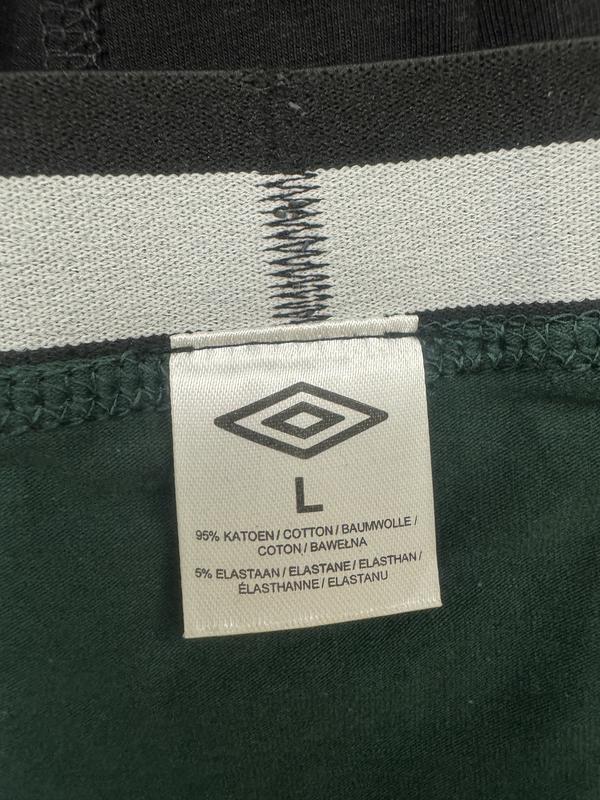 L
95% KATOEN / COTTON / BAUMWOLLE /
COTON / BAWEŁNA
5% ELASTAAN / ELASTANE / ELASTHAN /
ÉLASTHANNE / ELASTANU